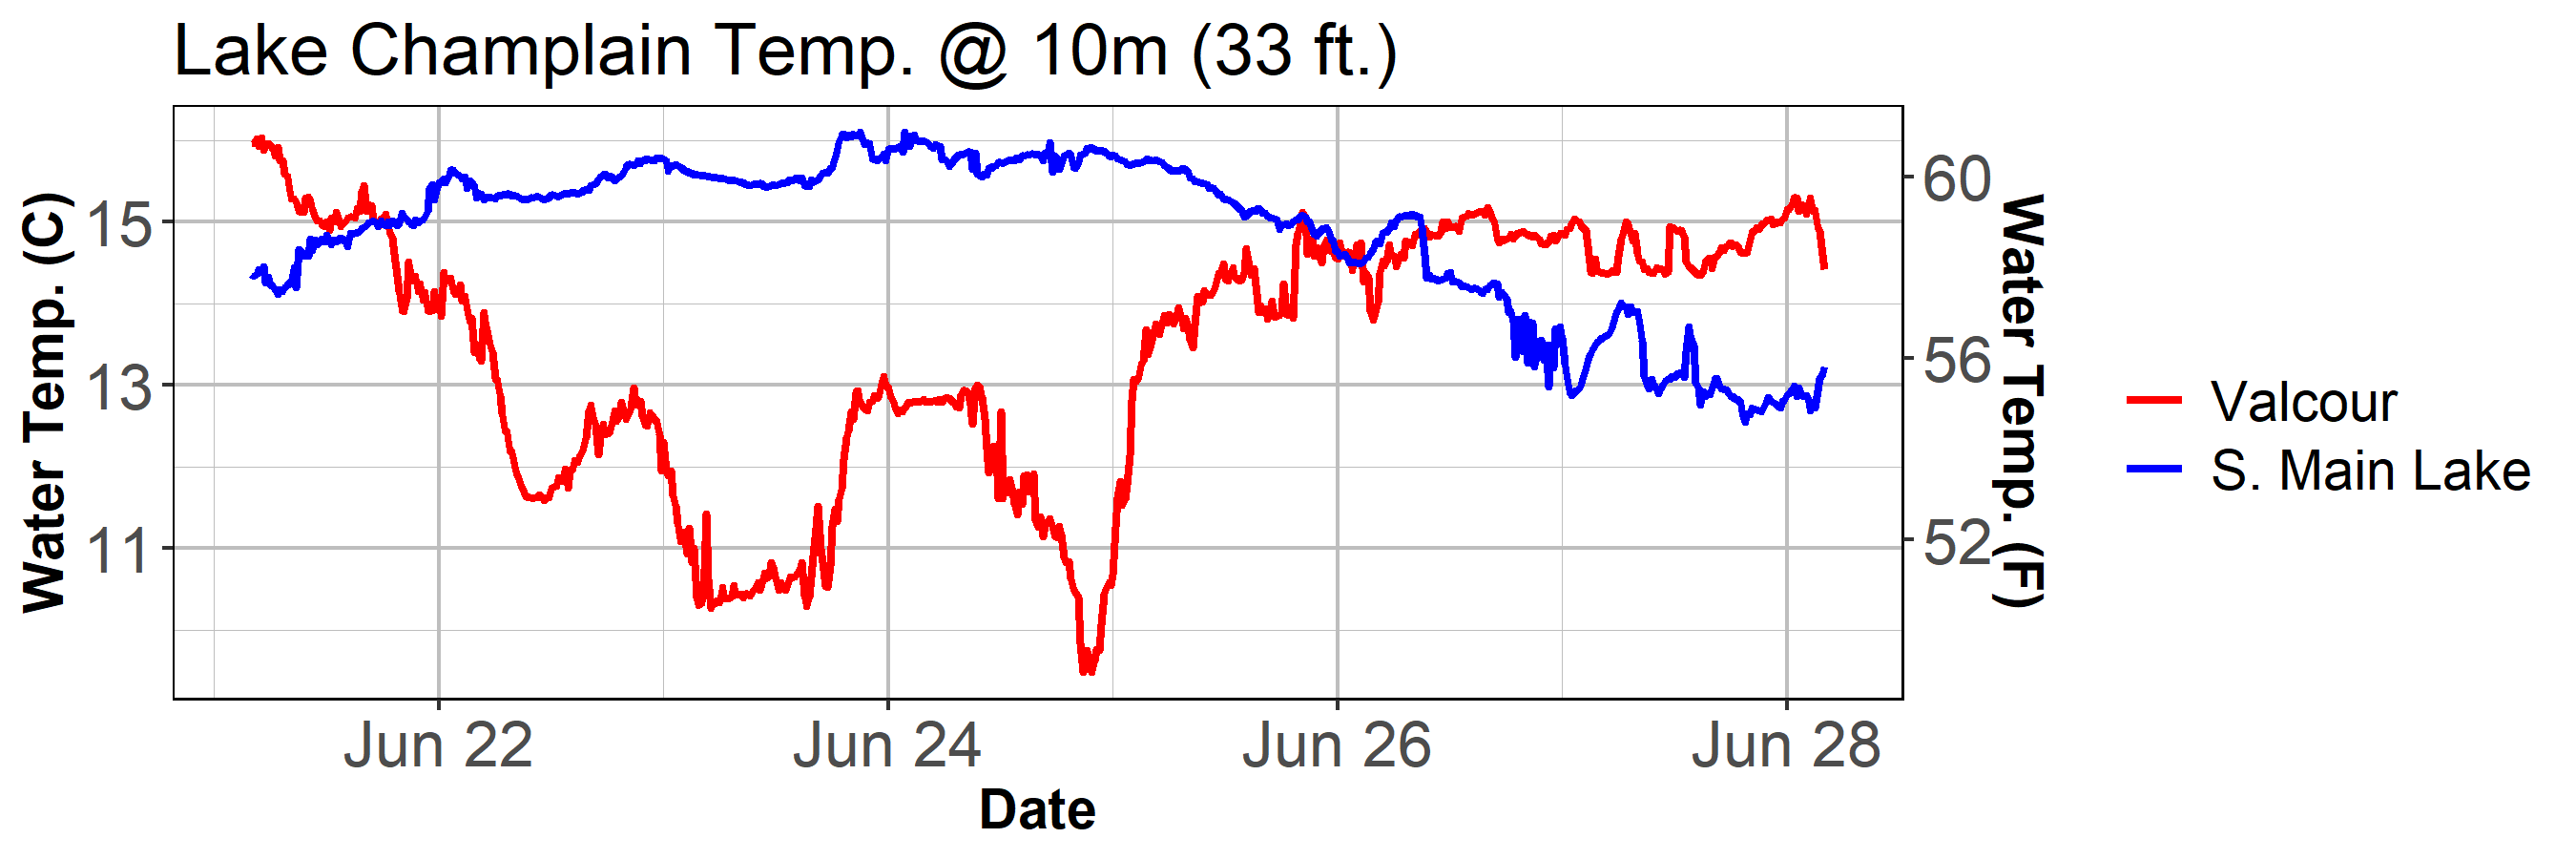 Lake Champlain Temp. @ 10m (33 ft.)
Water Temp. (C)
15
13
11
60
56
52
Water Temp. (F)
Jun 22
Jun 24
Jun 26
Jun 28
Date
Valcour
S. Main Lake